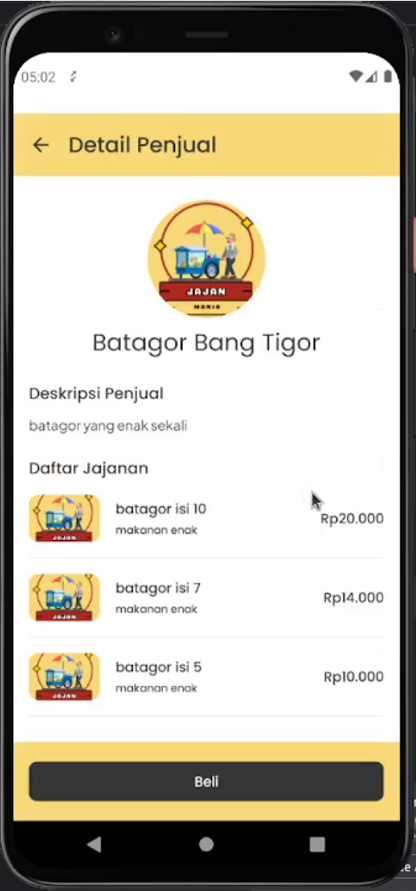 05:02
Detail Penjual
JAJAN
MANIA
Batagor Bang Tigor
Deskripsi Penjual
batagor yang enak sekali
Daftar Jajanan
batagor isi 10
makanan enak
Rp20.000
JAJAN
batagor isi 7
makanan enak
Rp14.000
JAJAN
batagor isi 5
makanan enak
Rp10.000
JAJAN
Beli